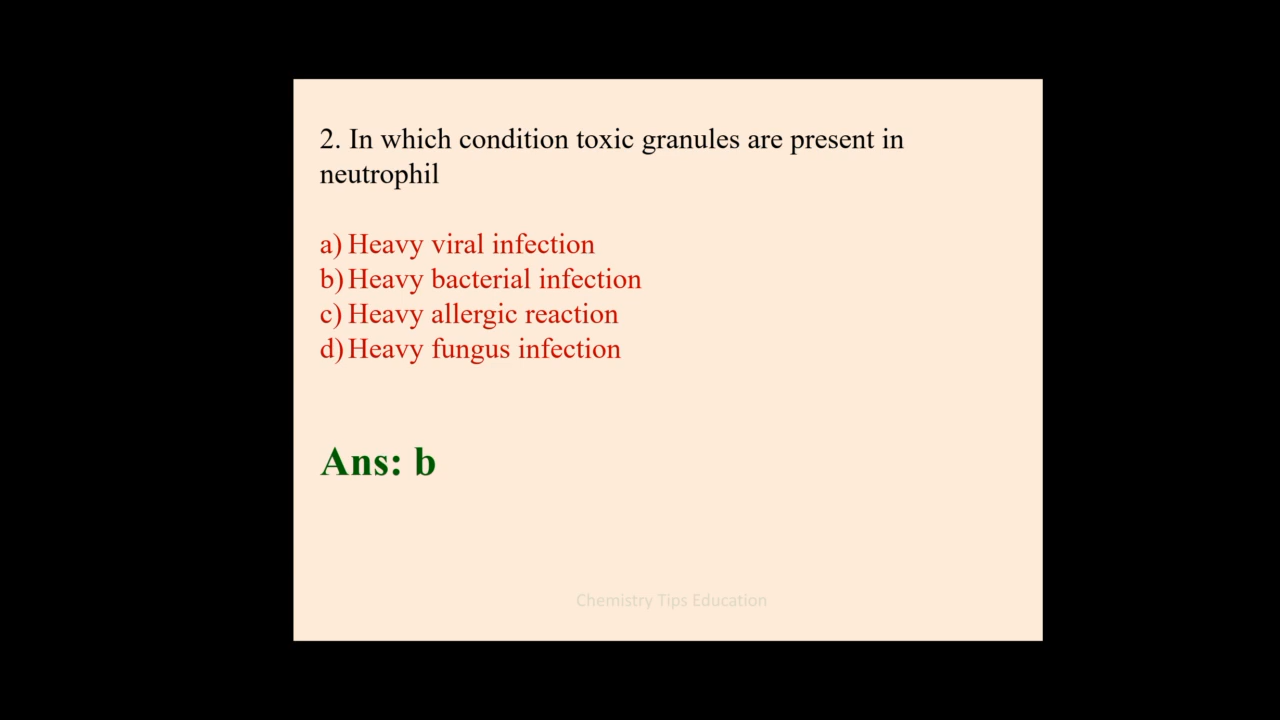 2. In which condition toxic granules are present in
neutrophil
a) Heavy viral infection
b) Heavy bacterial infection
c) Heavy allergic reaction
d) Heavy fungus infection
Ans: b
Chemistry Tips Education